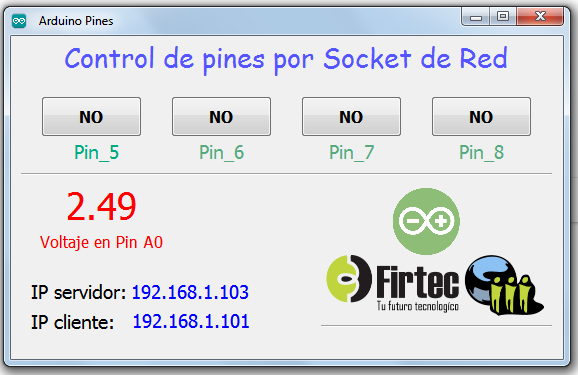 Arduino Pines
Control de pines por Socket de Red
NO NO NO NO
Pin_5 Pin_6 Pin_7 Pin_8
2.49
Voltaje en Pin A0
Firtec
Tu futuro tecnologico
IP servidor: 192.168.1.103
IP cliente: 192.168.1.101